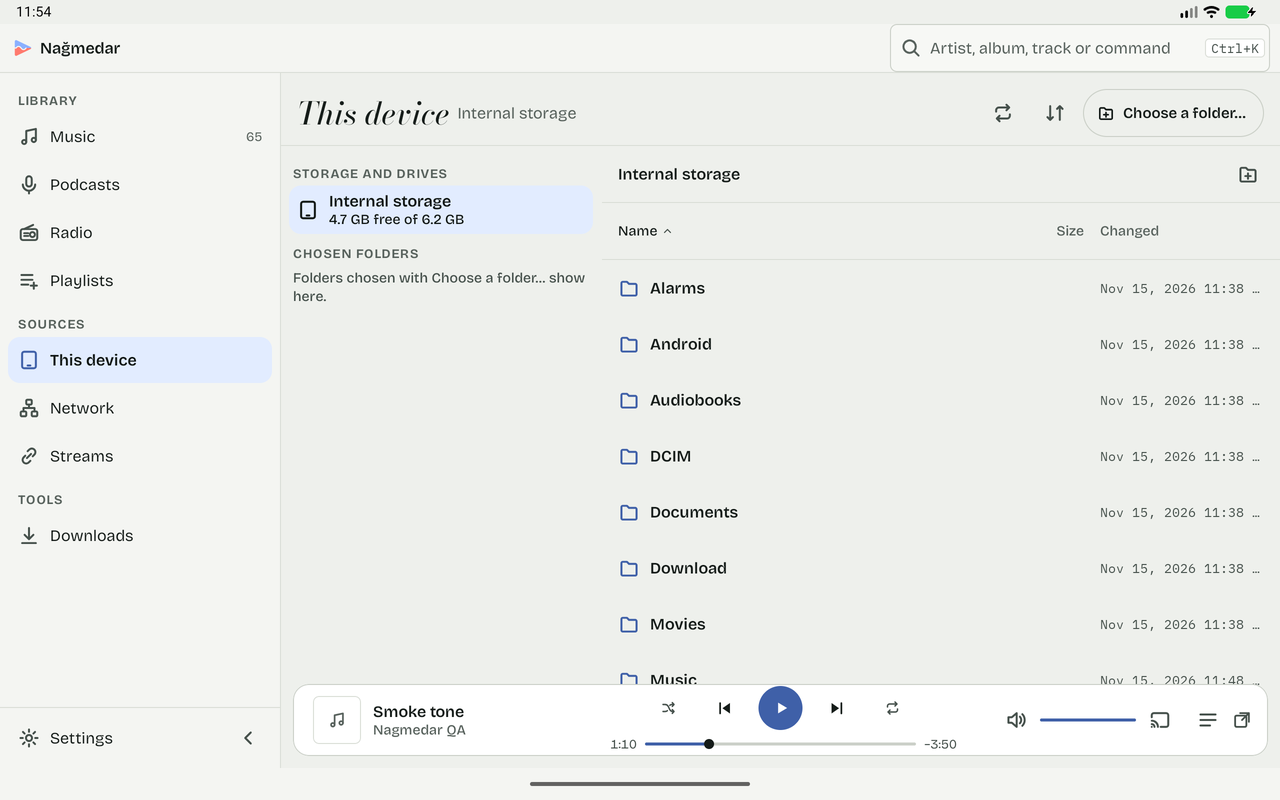 11:54
Nağmedar
Artist, album, track or command
Ctrl+K
LIBRARY
Music
65
Podcasts
Radio
Playlists
SOURCES
This device
Network
Streams
TOOLS
Downloads
Settings
This device
Internal storage
Choose a folder...
STORAGE AND DRIVES
Internal storage
4.7 GB free of 6.2 GB
CHOSEN FOLDERS
Folders chosen with Choose a folder... show
here.
Internal storage
Name
Size
Changed
Alarms
Nov 15, 2026 11:38 …
Android
Nov 15, 2026 11:38 …
Audiobooks
Nov 15, 2026 11:38 …
DCIM
Nov 15, 2026 11:38 …
Documents
Nov 15, 2026 11:38 …
Download
Nov 15, 2026 11:38 …
Movies
Nov 15, 2026 11:38 …
Music
Nov 15, 2026 11:48 …
Smoke tone
Nagmedar QA
1:10
-3:50